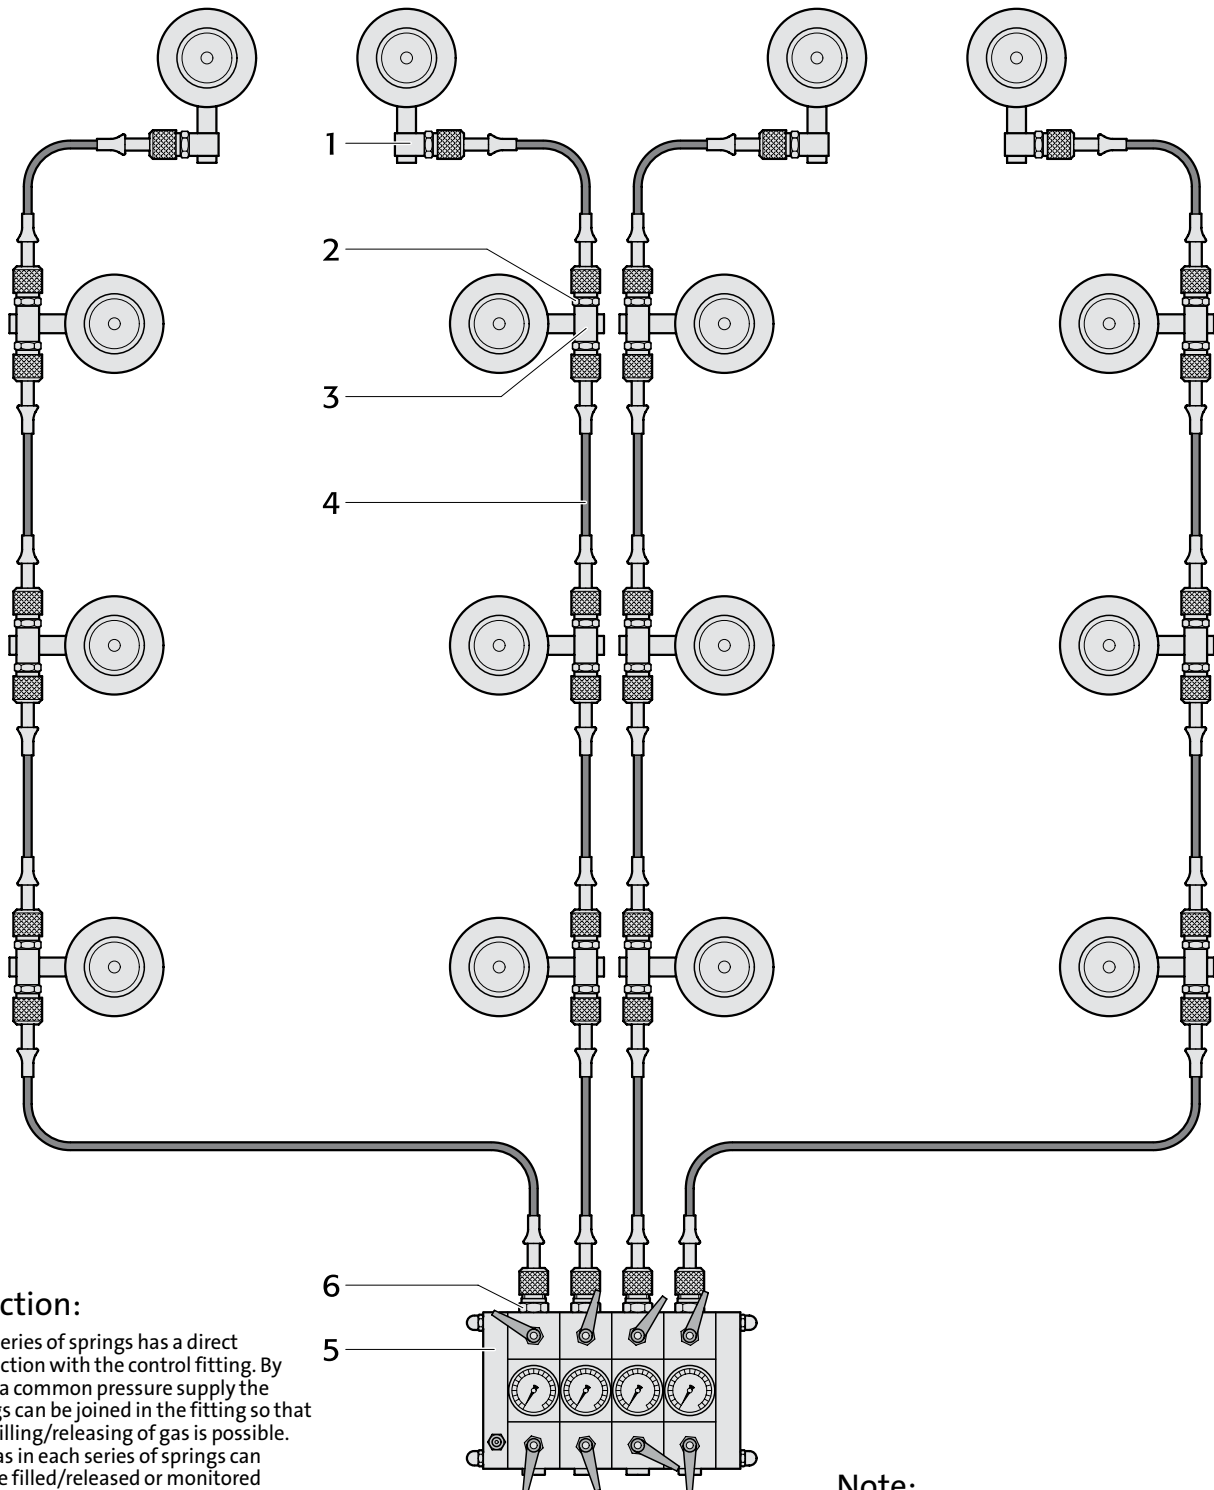 1
2
3
4
6
5
ction:
eries of springs has a direct
ction with the control fitting. By
a common pressure supply the
gs can be joined in the fitting so that
illing/releasing of gas is possible.
as in each series of springs can
e filled/released or monitored
Note: